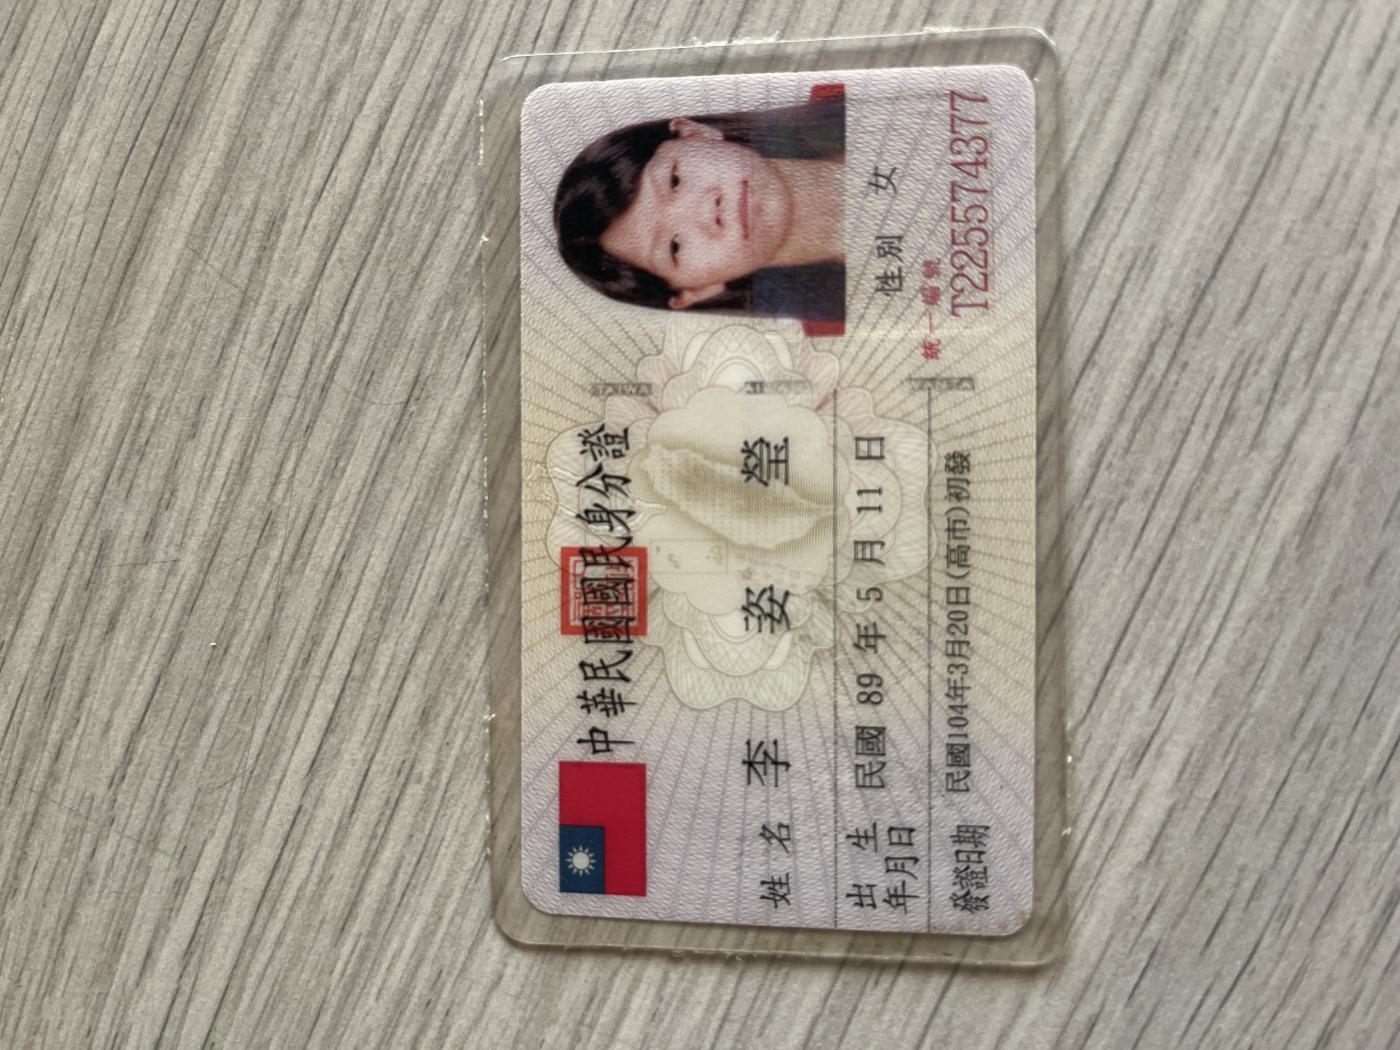 中華民國國民身分證
姓名 李姿瑩
出生年月日 民國 89 年 5 月 11 日
性別 女
發證日期 民國104年3月20日(高市)初發
統一編號
T225574377
TAIWAN